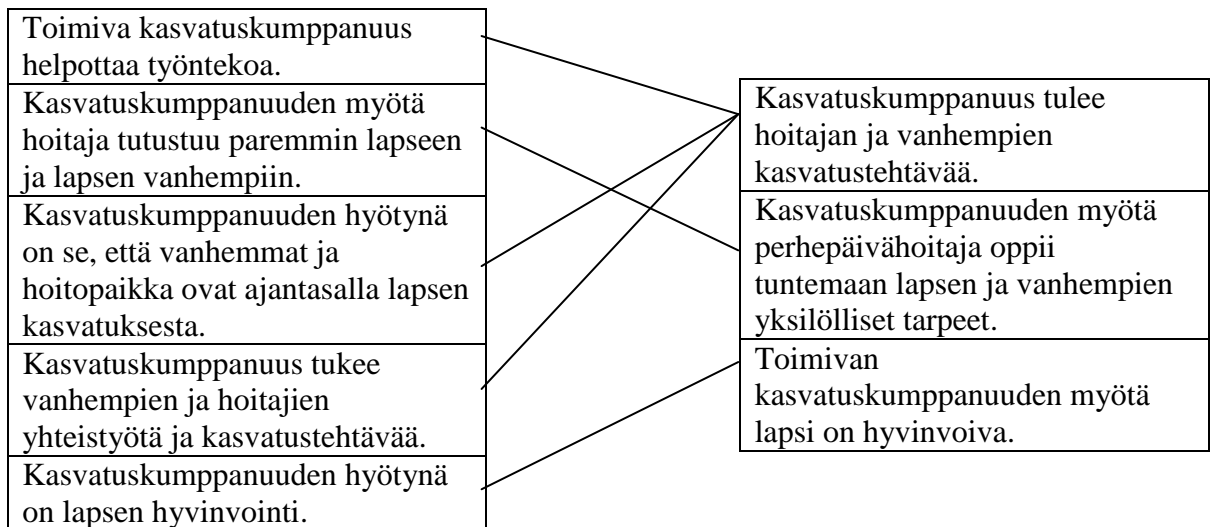 Toimiva kasvatuskumppanuus
helpottaa työntekoa.
Kasvatuskumppanuuden myötä
hoitaja tutustuu paremmin lapseen
ja lapsen vanhempiin.
Kasvatuskumppanuuden hyötynä
on se, että vanhemmat ja
hoitopaikka ovat ajantasalla lapsen
kasvatuksesta.
Kasvatuskumppanuus tukee
vanhempien ja hoitajien
yhteistyötä ja kasvatustehtävää.
Kasvatuskumppanuuden hyötynä
on lapsen hyvinvointi.
Kasvatuskumppanuus tulee
hoitajan ja vanhempien
kasvatustehtävää.
Kasvatuskumppanuuden myötä
perhepäivähoitaja oppii
tuntemaan lapsen ja vanhempien
yksilölliset tarpeet.
Toimivan
kasvatuskumppanuuden myötä
lapsi on hyvinvoiva.